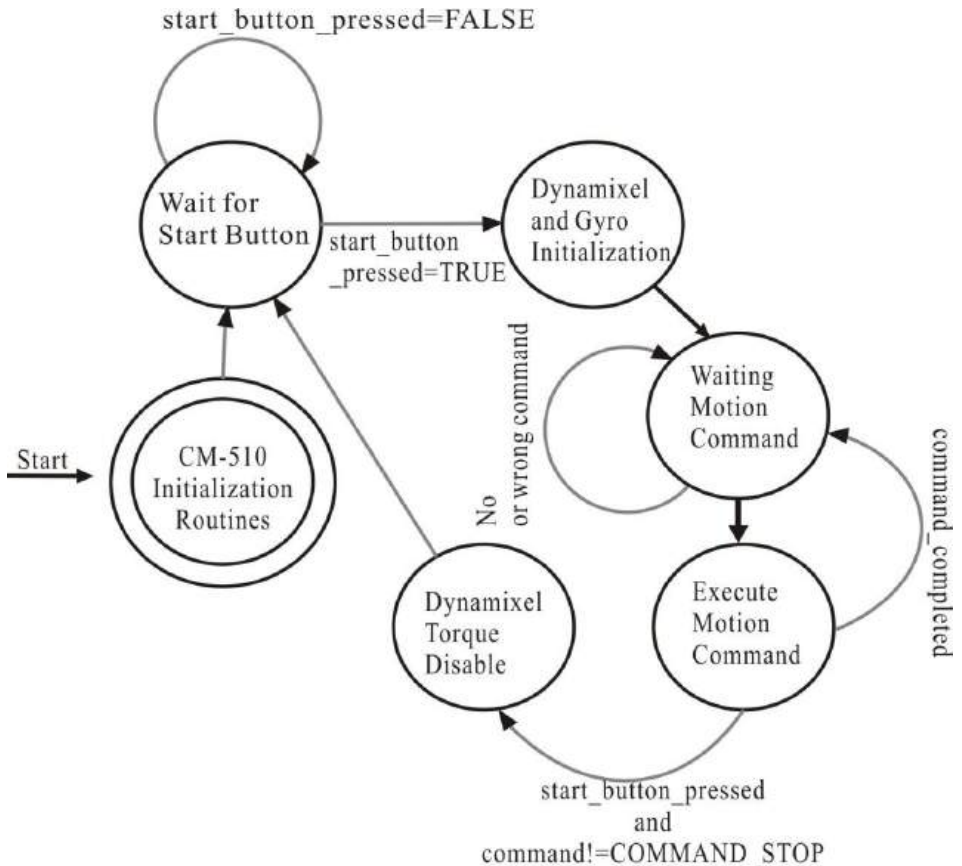 start_button_pressed=FALSE
Wait for
Start Button
start_button
_pressed=TRUE
Dynamixel
and Gyro
Initialization
Start
CM-510
Initialization
Routines
No
or wrong command
Waiting
Motion
Command
command_completed
Dynamixel
Torque
Disable
Execute
Motion
Command
start_button_pressed
and
command!=COMMAND_STOP